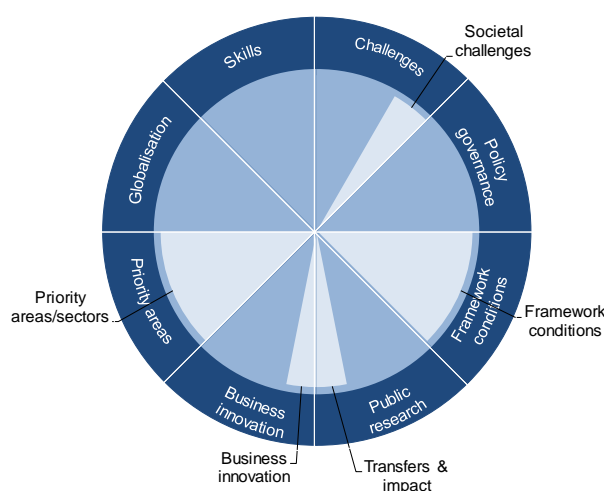 Societal
challenges
Skills
Challenges
Globalisation
Policy
governance
Priority
areas/sectors
Priority areas
Framework
conditions
Framework
conditions
Business
innovation
Public
research
Business
innovation
Transfers &
impact